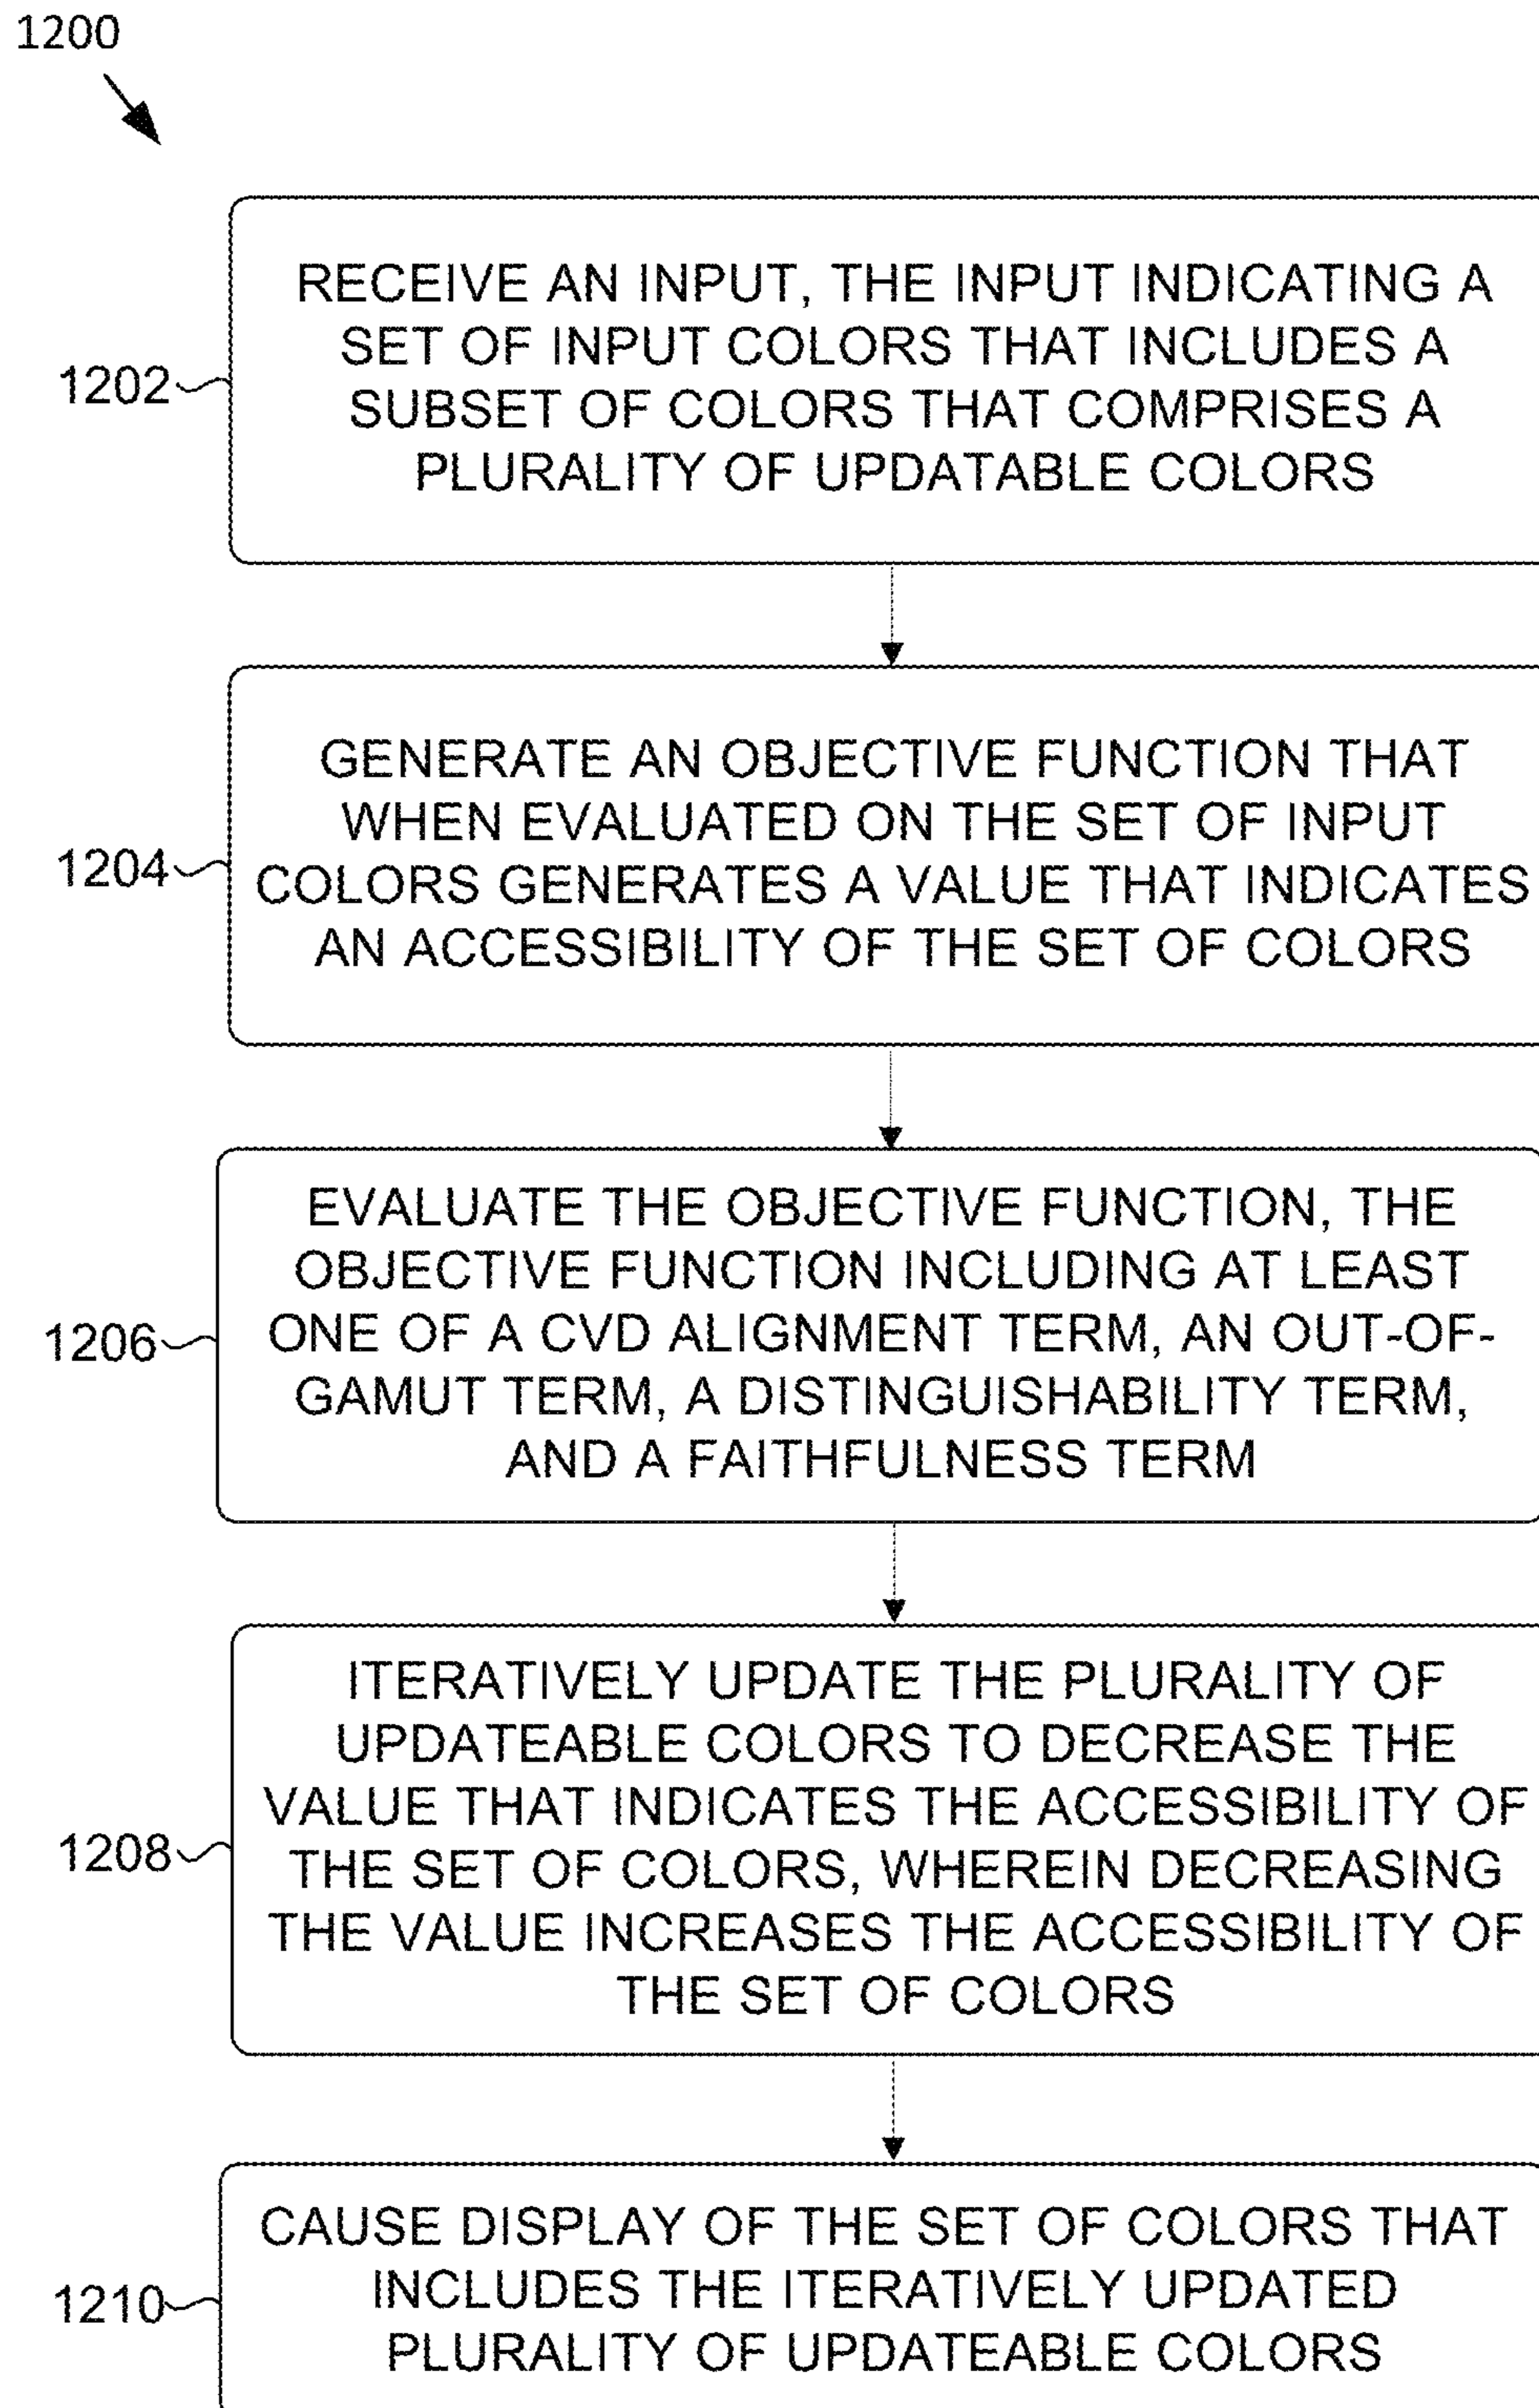 1200
RECEIVE AN INPUT, THE INPUT INDICATING A
SET OF INPUT COLORS THAT INCLUDES A
1202
SUBSET OF COLORS THAT COMPRISES A
PLURALITY OF UPDATABLE COLORS
GENERATE AN OBJECTIVE FUNCTION THAT
WHEN EVALUATED ON THE SET OF INPUT
1204
COLORS GENERATES A VALUE THAT INDICATES
AN ACCESSIBILITY OF THE SET OF COLORS
EVALUATE THE OBJECTIVE FUNCTION, THE
OBJECTIVE FUNCTION INCLUDING AT LEAST
1206
ONE OF A CVD ALIGNMENT TERM, AN OUT-OF-
GAMUT TERM, A DISTINGUISHABILITY TERM,
AND A FAITHFULNESS TERM
ITERATIVELY UPDATE THE PLURALITY OF
UPDATEABLE COLORS TO DECREASE THE
VALUE THAT INDICATES THE ACCESSIBILITY OF
1208
THE SET OF COLORS, WHEREIN DECREASING
THE VALUE INCREASES THE ACCESSIBILITY OF
THE SET OF COLORS
CAUSE DISPLAY OF THE SET OF COLORS THAT
1210
INCLUDES THE ITERATIVELY UPDATED
PLURALITY OF UPDATEABLE COLORS